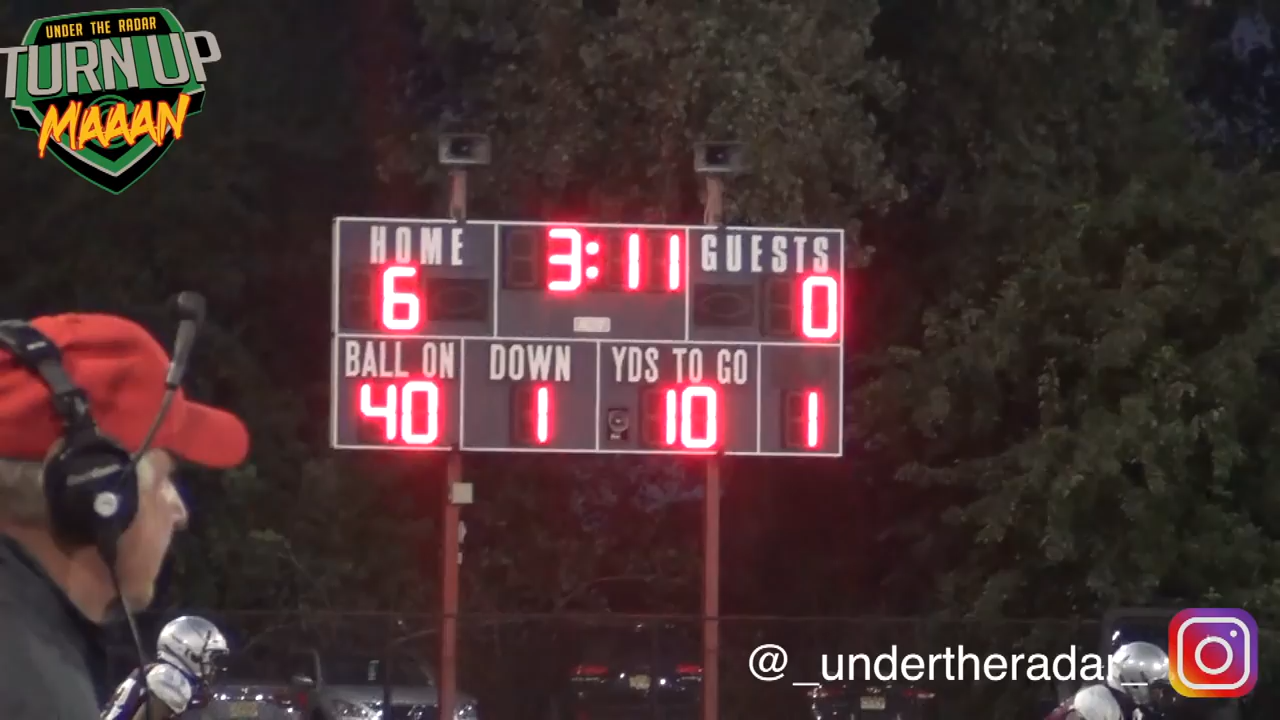 UNDER THE RADAR
TURN UP
MAAAN
HOME 3:11 GUESTS
6 0
BALL ON DOWN YDS TO GO
40 1 10 1
@_undertheradar_